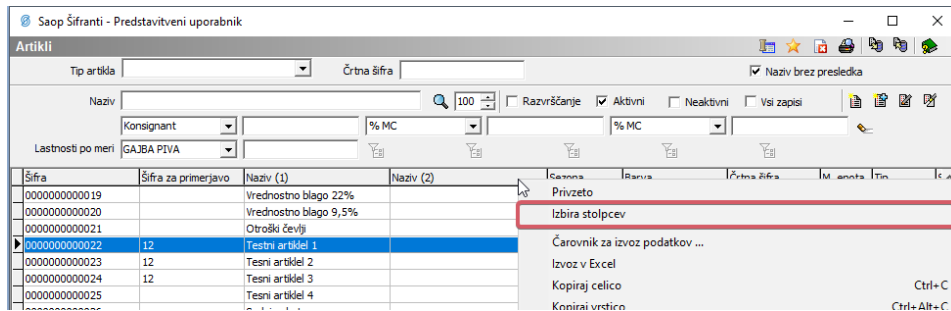 Saop Šifranti - Predstavitveni uporabnik
Artikli
Tip artikla Črtna šifra Naziv brez presledka
Naziv 100 Razvrščanje Aktivni Neaktivni Vsi zapisi
Konsignant % MC % MC
Lastnosti po meri GAJBA PIVA
Šifra Šifra za primerjavo Naziv (1) Naziv (2) Sezona Barva Črtna šifra M. enota Tip
0000000000019 Vrednostno blago 22% Privzeto
0000000000020 Vrednostno blago 9,5% Izbira stolpcev
0000000000021 Otroški čevlji
0000000000022 12 Testni artiklel 1 Čarovnik za izvoz podatkov ...
0000000000023 12 Tesni artiklel 2 Izvoz v Excel
0000000000024 12 Tesni artiklel 3 Kopiraj celico Ctrl+C
0000000000025 Tesni artiklel 4 Kopiraj vrstico Ctrl+Alt+C